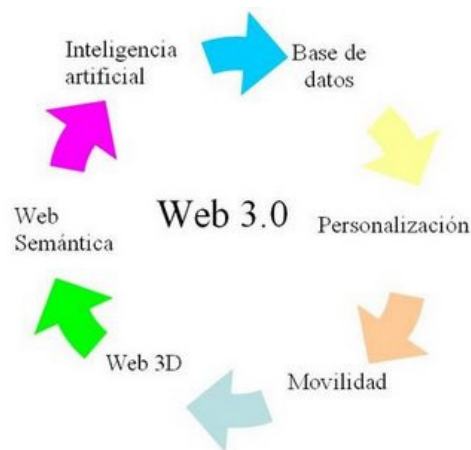 Inteligencia
artificial
Base de
datos
Web
Semántica
Web 3.0
Personalización
Web 3D
Movilidad